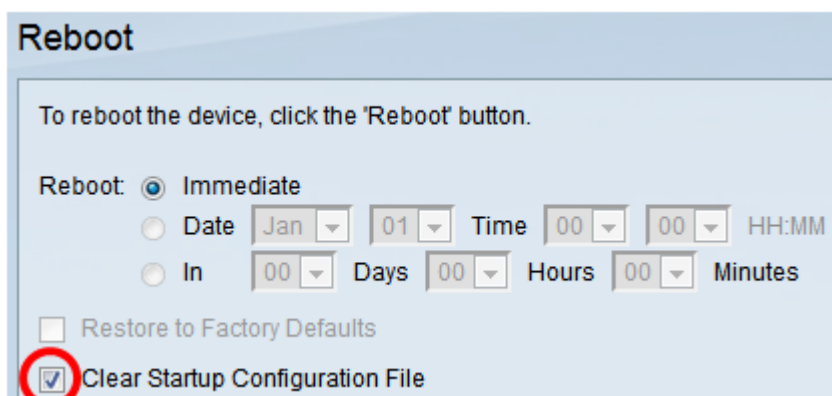 Reboot
To reboot the device, click the 'Reboot' button.
Reboot: Immediate
Date Jan 01 Time 00 00 HH:MM
In 00 Days 00 Hours 00 Minutes
Restore to Factory Defaults
Clear Startup Configuration File